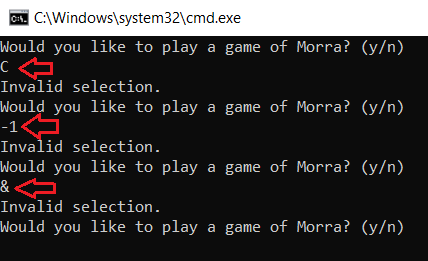 C:\Windows\system32\cmd.exe
Would you like to play a game of Morra? (y/n)
C
Invalid selection.
Would you like to play a game of Morra? (y/n)
-1
Invalid selection.
Would you like to play a game of Morra? (y/n)
&
Invalid selection.
Would you like to play a game of Morra? (y/n)